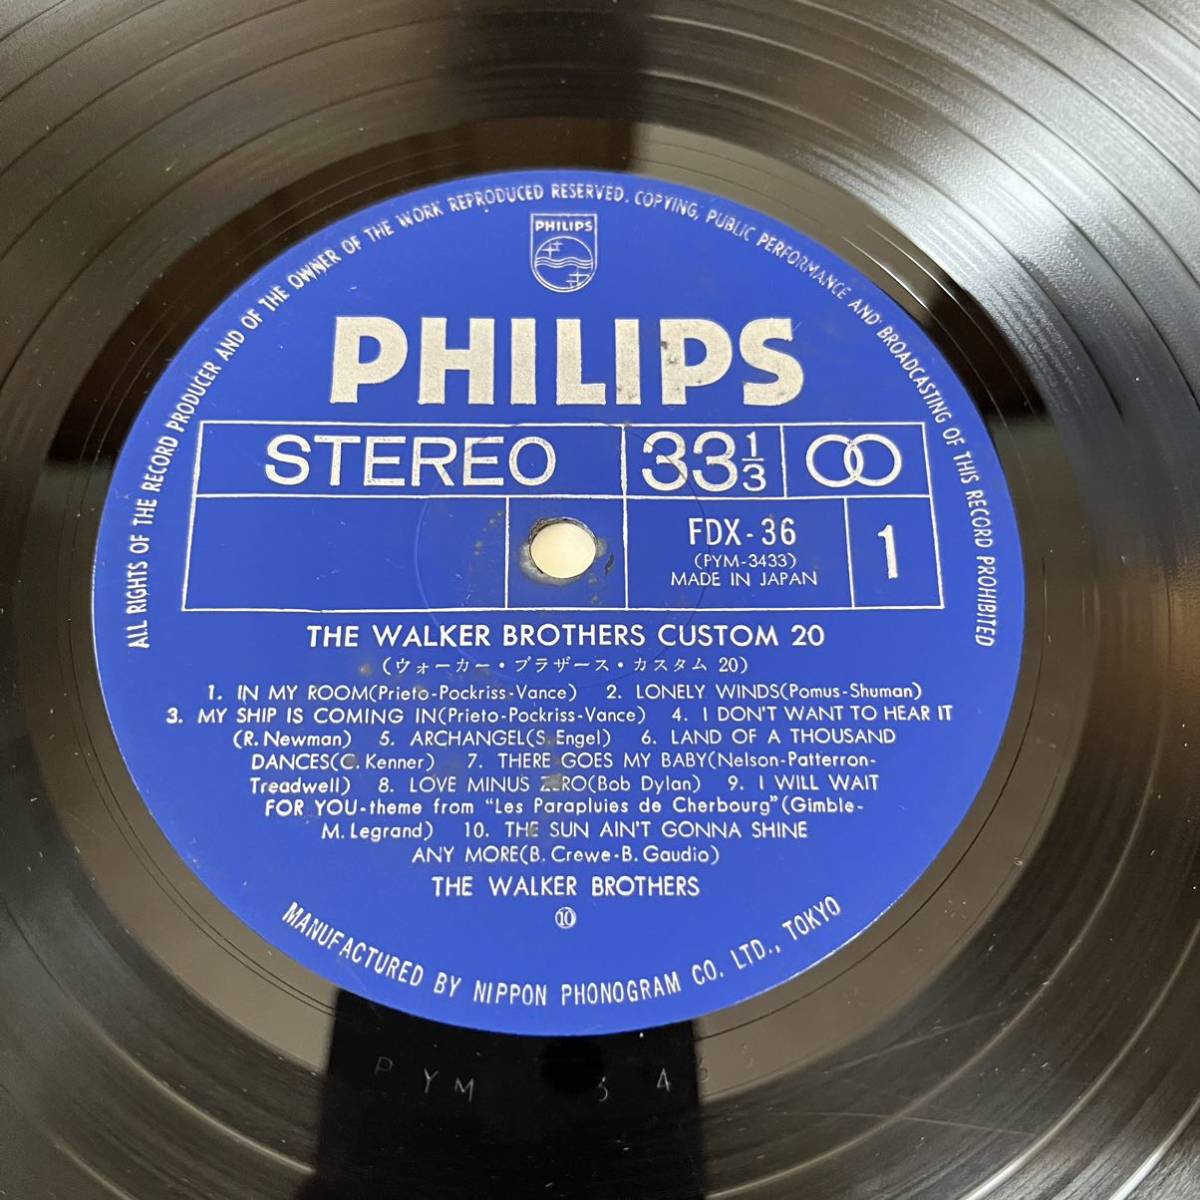 ALL RIGHTS OF THE RECORD PRODUCER AND OF THE OWNER OF THE WORK REPRODUCED RESERVED. COPYING, PUBLIC PERFORMANCE AND BROADCASTING OF THIS RECORD PROHIBITED
PHILIPS
PHILIPS
STEREO
33 1/3
FDX-36
(PYM-3433)
MADE IN JAPAN
1
THE WALKER BROTHERS CUSTOM 20
(ウォーカー・ブラザース・カスタム 20)
1. IN MY ROOM(Prieto-Pockriss-Vance) 2. LONELY WINDS(Pomus-Shuman)
3. MY SHIP IS COMING IN(Prieto-Pockriss-Vance) 4. I DON'T WANT TO HEAR IT
(R. Newman) 5. ARCHANGEL(S. Engel) 6. LAND OF A THOUSAND
DANCES(C. Kenner) 7. THERE GOES MY BABY(Nelson-Patterron-
Treadwell) 8. LOVE MINUS ZERO(Bob Dylan) 9. I WILL WAIT
FOR YOU-theme from "Les Parapluies de Cherbourg"(Gimble-
M. Legrand) 10. THE SUN AIN'T GONNA SHINE
ANY MORE(B. Crewe-B. Gaudio)
THE WALKER BROTHERS
⑩
MANUFACTURED BY NIPPON PHONOGRAM CO. LTD., TOKYO
PYM 34